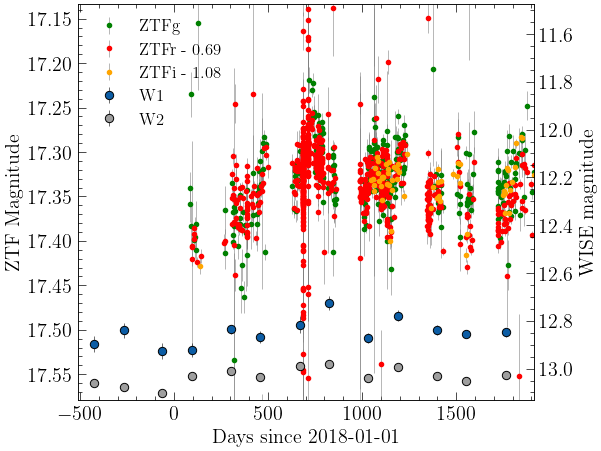 ZTFg
ZTFr - 0.69
ZTFi - 1.08
W1
W2
ZTF Magnitude
17.15
17.20
17.25
17.30
17.35
17.40
17.45
17.50
17.55
WISE magnitude
11.6
11.8
12.0
12.2
12.4
12.6
12.8
13.0
−500
0
500
1000
1500
Days since 2018-01-01